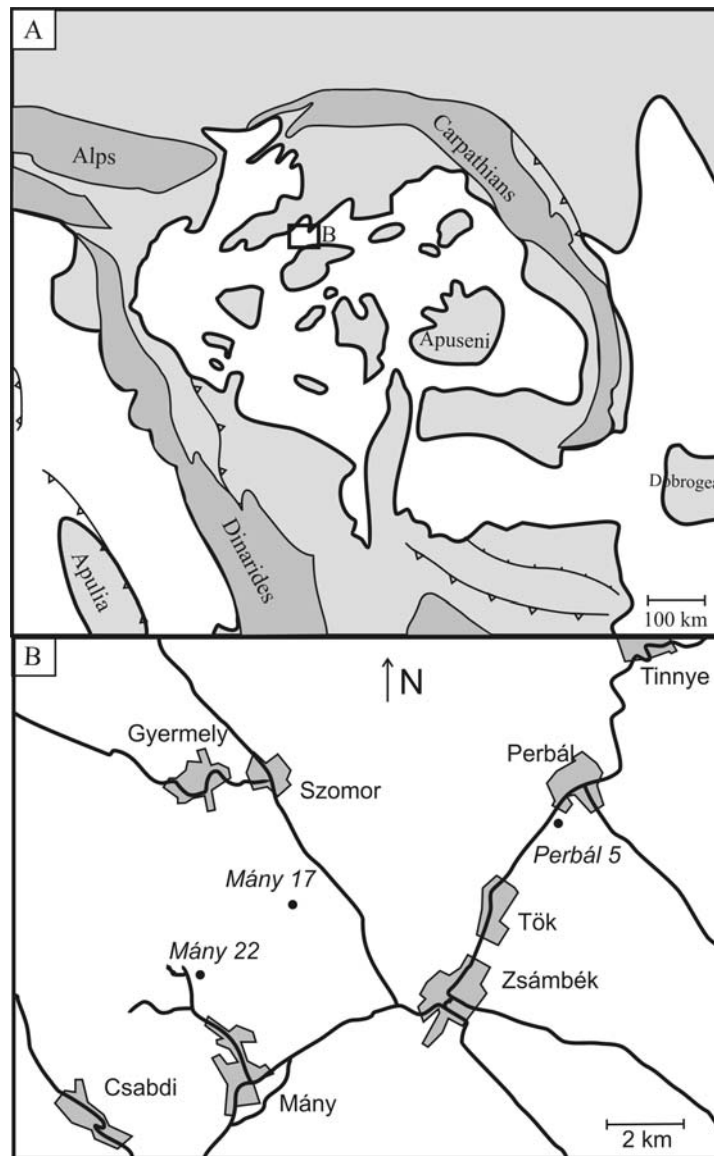 A
Alps
Carpathians
B
Apuseni
Dobrogea
Dinarides
Apulia
100 km
B
N
Tinnye
Gyermely
Perbál
Szomor
Perbál 5
Mány 17
Tök
Mány 22
Zsámbék
Csabdi
Mány
2 km